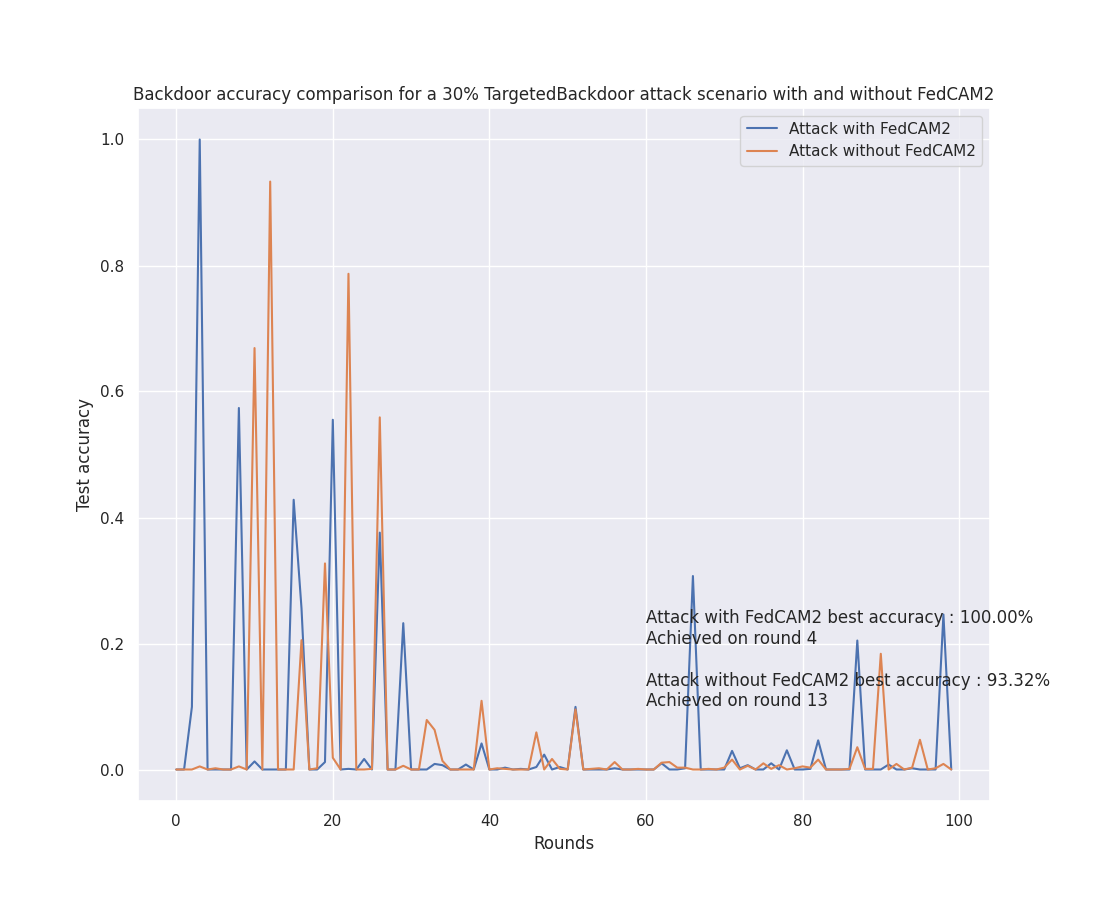 Backdoor accuracy comparison for a 30% TargetedBackdoor attack scenario with and without FedCAM2
Attack with FedCAM2
Attack without FedCAM2
1.0
0.8
0.6
0.4
0.2
0.0
Test accuracy
Attack with FedCAM2 best accuracy : 100.00%
Achieved on round 4
Attack without FedCAM2 best accuracy : 93.32%
Achieved on round 13
0 20 40 60 80 100
Rounds